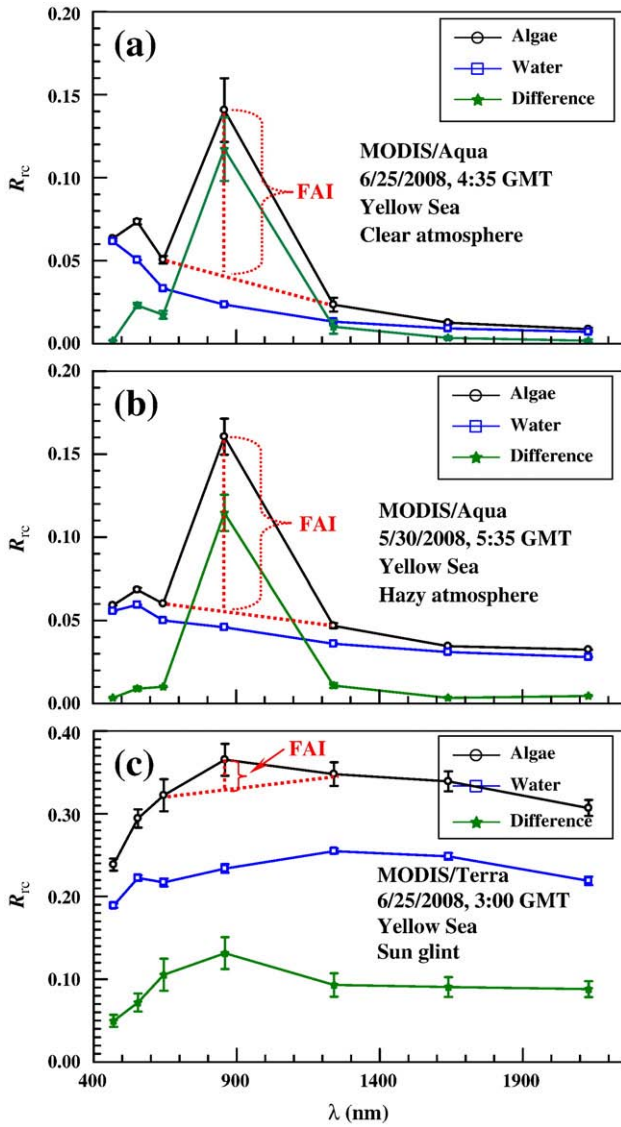 0.20
(a)
Algae
Water
Difference
0.15
MODIS/Aqua
0.10
FAI
6/25/2008, 4:35 GMT
R_rc
Yellow Sea
0.05
Clear atmosphere
0.00
0.20
(b)
Algae
Water
Difference
0.15
MODIS/Aqua
0.10
FAI
5/30/2008, 5:35 GMT
R_rc
Yellow Sea
0.05
Hazy atmosphere
0.00
0.40
(c)
FAI
Algae
Water
Difference
0.30
MODIS/Terra
0.20
6/25/2008, 3:00 GMT
R_rc
Yellow Sea
Sun glint
0.10
0.00
400
900
1400
1900
λ (nm)